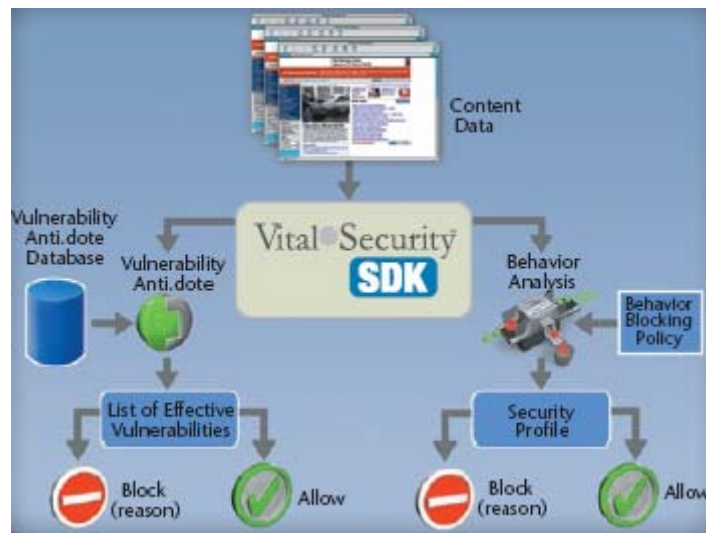 Content
Data
Vital Security
SDK
Vulnerability
Anti.dote
Database
Vulnerability
Anti.dote
Behavior
Analysis
Behavior
Blocking
Policy
List of Effective
Vulnerabilities
Security
Profile
Block
(reason)
Allow
Block
(reason)
Allow